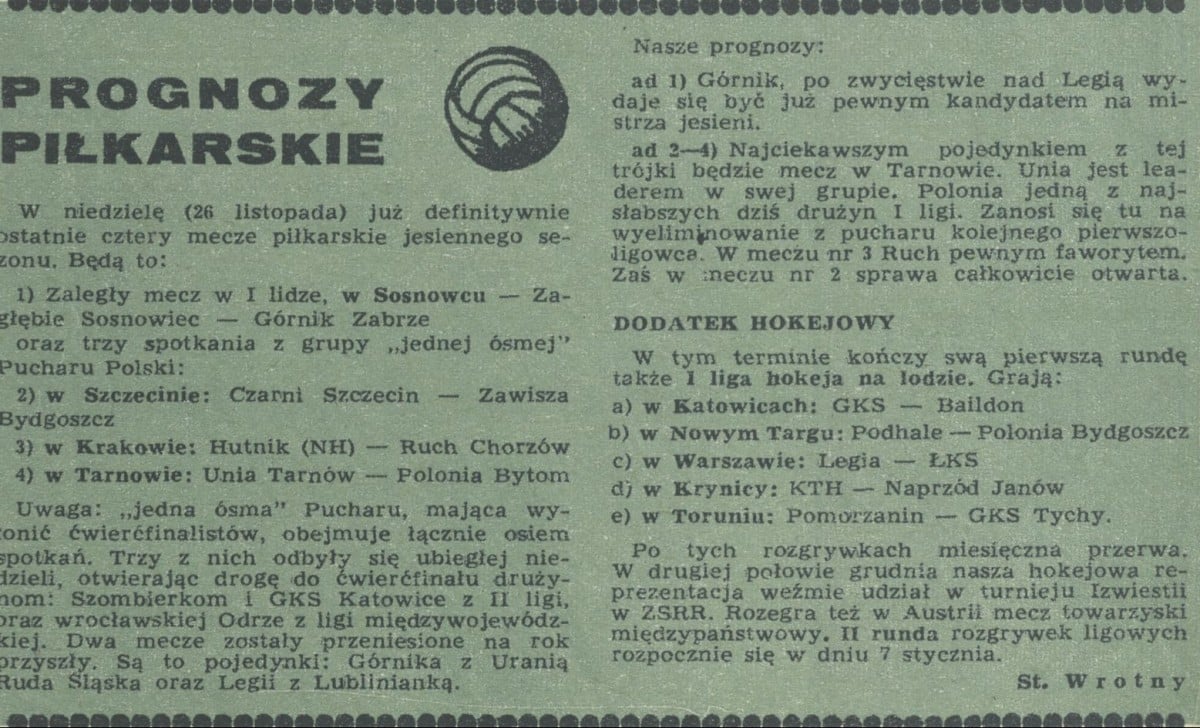 PROGNOZY
PIŁKARSKIE
W niedzielę (26 listopada) już definitywnie
ostatnie cztery mecze piłkarskie jesiennego se-
zonu. Będą to:
1) Zaległy mecz w I lidze, w Sosnowcu — Za-
głębie Sosnowiec — Górnik Zabrze
oraz trzy spotkania z grupy „jednej ósmej”
Pucharu Polski:
2) w Szczecinie: Czarni Szczecin — Zawisza
Bydgoszcz
3) w Krakowie: Hutnik (NH) — Ruch Chorzów
4) w Tarnowie: Unia Tarnów — Polonia Bytom
Uwaga: „jedna ósma” Pucharu, mająca wy-
łonić ćwierćfinalistów, obejmuje łącznie osiem
spotkań. Trzy z nich odbyły się ubiegłej nie-
dzieli, otwierając drogę do ćwierćfinału druży-
nom: Szombierkom i GKS Katowice z II ligi,
oraz wrocławskiej Odrze z ligi międzywojewódz-
kiej. Dwa mecze zostały przeniesione na rok
przyszły. Są to pojedynki: Górnika z Uranią
Ruda Śląska oraz Legii z Lublinianką.
Nasze prognozy:
ad 1) Górnik, po zwycięstwie nad Legią wy-
daje się być już pewnym kandydatem na mi-
strza jesieni.
ad 2—4) Najciekawszym pojedynkiem z tej
trójki będzie mecz w Tarnowie. Unia jest lea-
derem w swej grupie. Polonia jedną z naj-
słabszych dziś drużyn I ligi. Zanosi się tu na
wyeliminowanie z pucharu kolejnego pierwszo-
ligowca. W meczu nr 3 Ruch pewnym faworytem.
Zaś w meczu nr 2 sprawa całkowicie otwarta.
DODATEK HOKEJOWY
W tym terminie kończy swą pierwszą rundę
także I liga hokeja na lodzie. Grają:
a) w Katowicach: GKS — Baildon
b) w Nowym Targu: Podhale — Polonia Bydgoszcz
c) w Warszawie: Legia — ŁKS
d) w Krynicy: KTH — Naprzód Janów
e) w Toruniu: Pomorzanin — GKS Tychy.
Po tych rozgrywkach miesięczna przerwa.
W drugiej połowie grudnia nasza hokejowa re-
prezentacja weźmie udział w turnieju Izwiestii
w ZSRR. Rozegra też w Austrii mecz towarzyski
międzypaństwowy. II runda rozgrywek ligowych
rozpocznie się w dniu 7 stycznia.
St. Wrotny